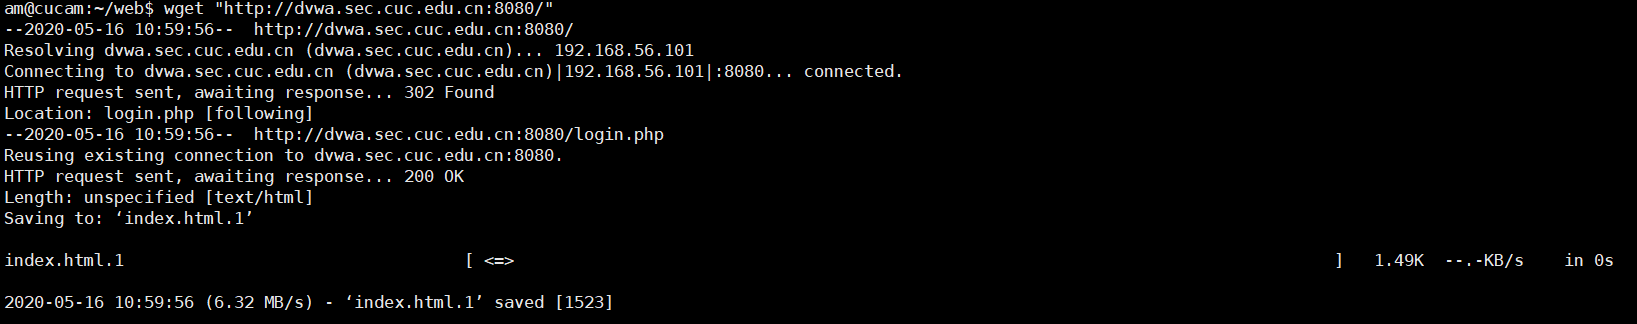 am@cucam:~/web$ wget "http://dvwa.sec.cuc.edu.cn:8080/"
--2020-05-16 10:59:56--  http://dvwa.sec.cuc.edu.cn:8080/
Resolving dvwa.sec.cuc.edu.cn (dvwa.sec.cuc.edu.cn)... 192.168.56.101
Connecting to dvwa.sec.cuc.edu.cn (dvwa.sec.cuc.edu.cn)|192.168.56.101|:8080... connected.
HTTP request sent, awaiting response... 302 Found
Location: login.php [following]
--2020-05-16 10:59:56--  http://dvwa.sec.cuc.edu.cn:8080/login.php
Reusing existing connection to dvwa.sec.cuc.edu.cn:8080.
HTTP request sent, awaiting response... 200 OK
Length: unspecified [text/html]
Saving to: ‘index.html.1’
index.html.1                                  [ <=>                                                                                  ]   1.49K  --.-KB/s    in 0s
2020-05-16 10:59:56 (6.32 MB/s) - ‘index.html.1’ saved [1523]